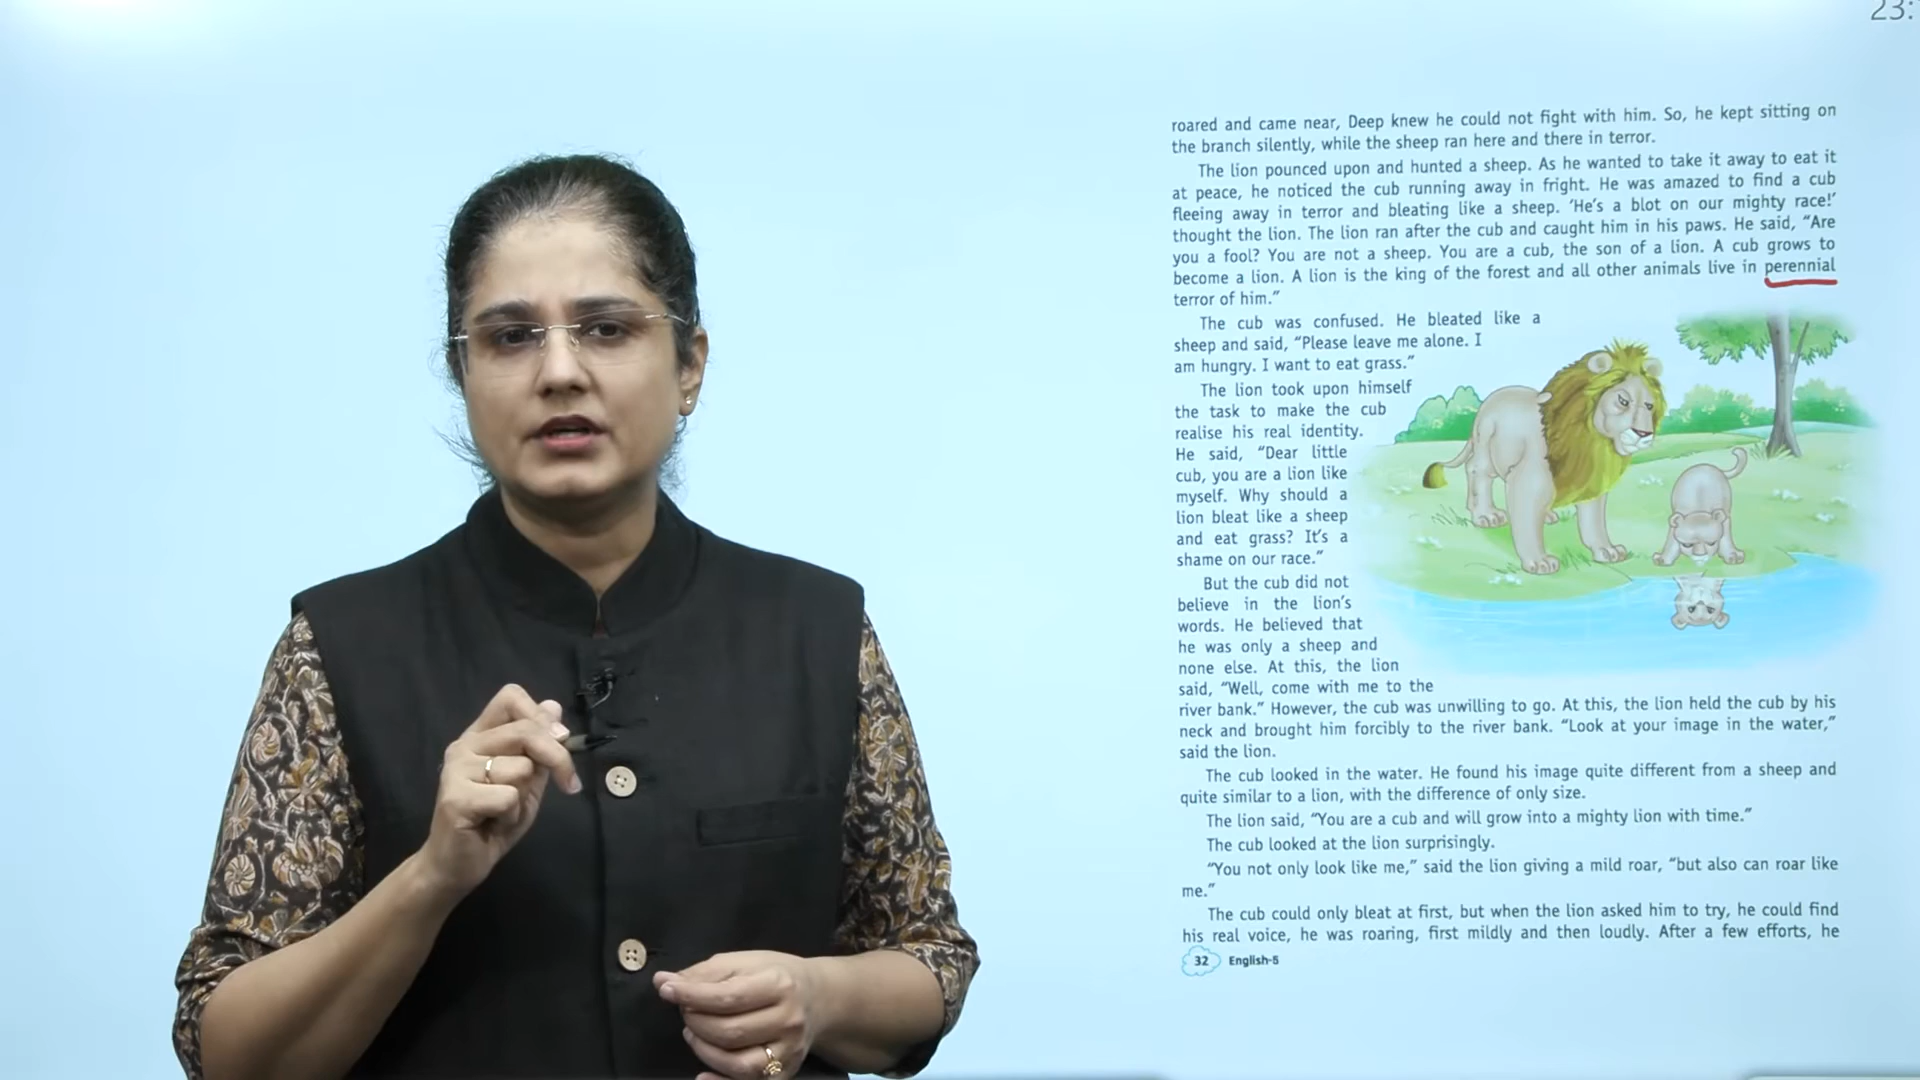 23:
roared and came near, Deep knew he could not fight with him. So, he kept sitting on
the branch silently, while the sheep ran here and there in terror.
The lion pounced upon and hunted a sheep. As he wanted to take it away to eat it
at peace, he noticed the cub running away in fright. He was amazed to find a cub
fleeing away in terror and bleating like a sheep. ‘He’s a blot on our mighty race!’
thought the lion. The lion ran after the cub and caught him in his paws. He said, “Are
you a fool? You are not a sheep. You are a cub, the son of a lion. A cub grows to
become a lion. A lion is the king of the forest and all other animals live in perennial
terror of him.”
The cub was confused. He bleated like a
sheep and said, “Please leave me alone. I
am hungry. I want to eat grass.”
The lion took upon himself
the task to make the cub
realise his real identity.
He said, “Dear little
cub, you are a lion like
myself. Why should a
lion bleat like a sheep
and eat grass? It’s a
shame on our race.”
But the cub did not
believe in the lion’s
words. He believed that
he was only a sheep and
none else. At this, the lion
said, “Well, come with me to the
river bank.” However, the cub was unwilling to go. At this, the lion held the cub by his
neck and brought him forcibly to the river bank. “Look at your image in the water,”
said the lion.
The cub looked in the water. He found his image quite different from a sheep and
quite similar to a lion, with the difference of only size.
The lion said, “You are a cub and will grow into a mighty lion with time.”
The cub looked at the lion surprisingly.
“You not only look like me,” said the lion giving a mild roar, “but also can roar like
me.”
The cub could only bleat at first, but when the lion asked him to try, he could find
his real voice, he was roaring, first mildly and then loudly. After a few efforts, he
32 English-5